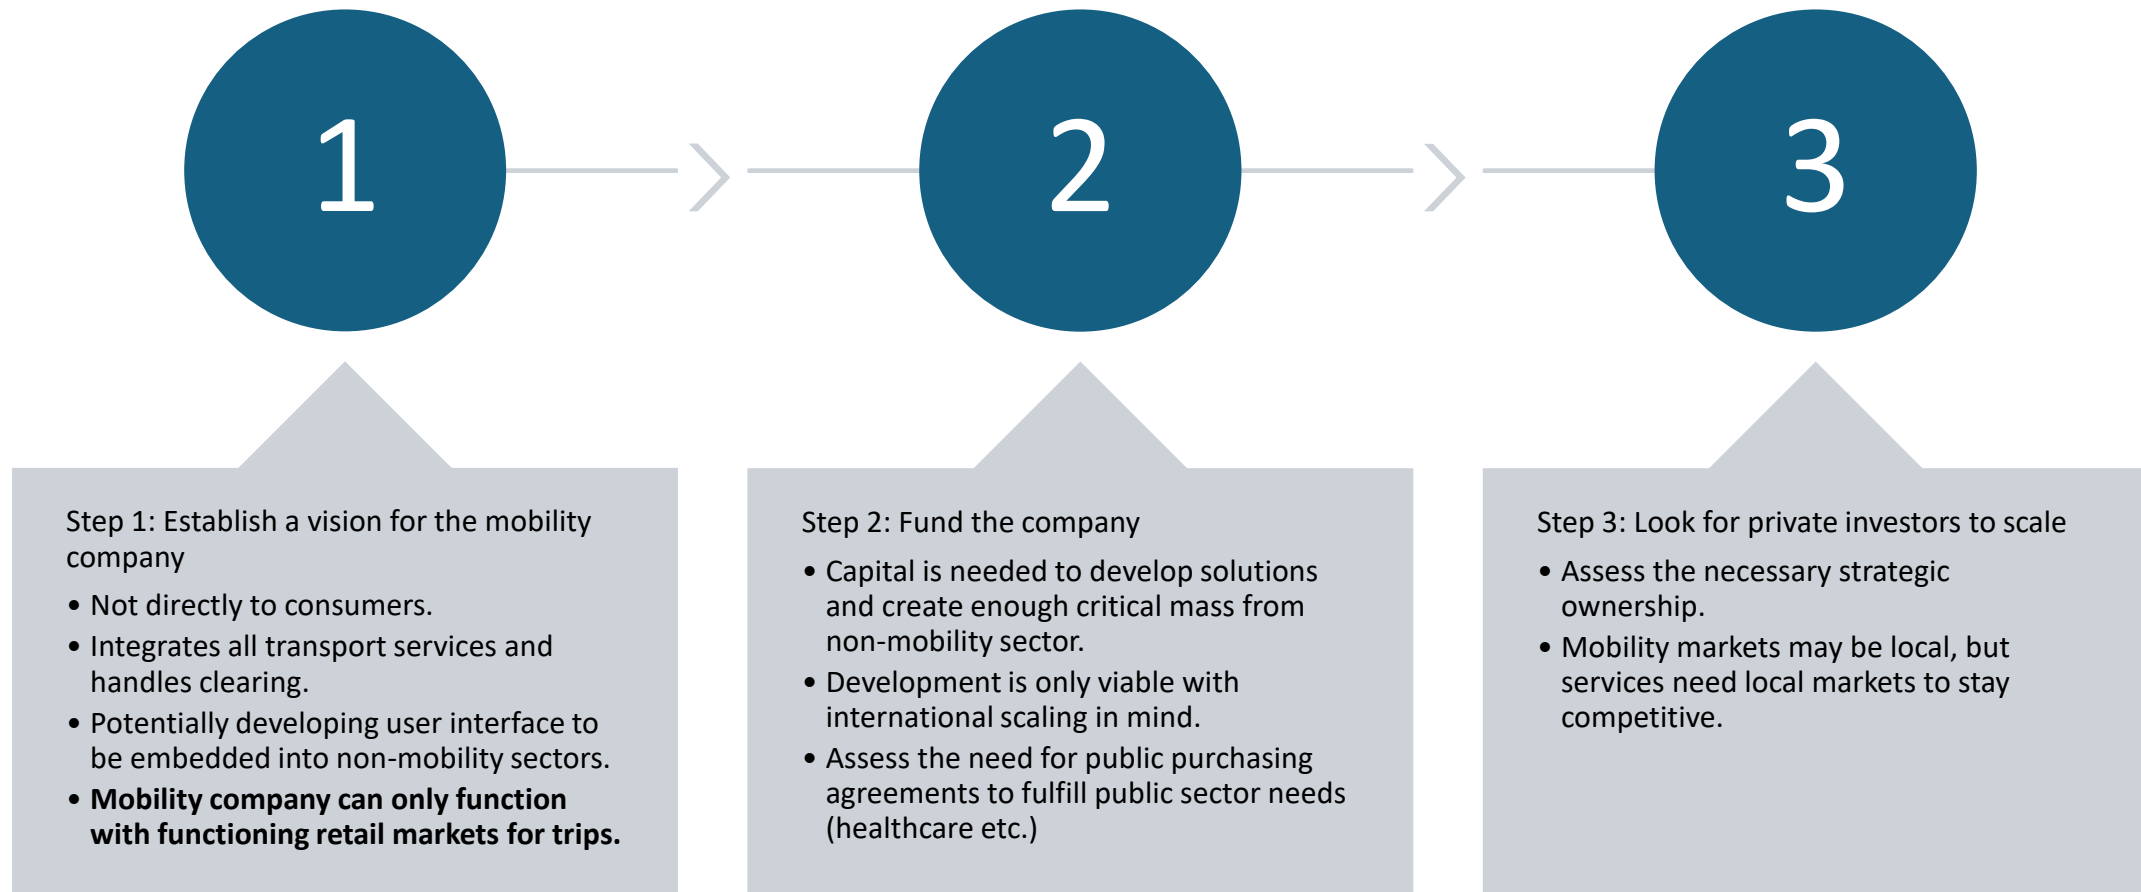 1
2
3
Step 1: Establish a vision for the mobility
company
• Not directly to consumers.
• Integrates all transport services and
handles clearing.
• Potentially developing user interface to
be embedded into non-mobility sectors.
• Mobility company can only function
with functioning retail markets for trips.
Step 2: Fund the company
• Capital is needed to develop solutions
and create enough critical mass from
non-mobility sector.
• Development is only viable with
international scaling in mind.
• Assess the need for public purchasing
agreements to fulfill public sector needs
(healthcare etc.)
Step 3: Look for private investors to scale
• Assess the necessary strategic
ownership.
• Mobility markets may be local, but
services need local markets to stay
competitive.